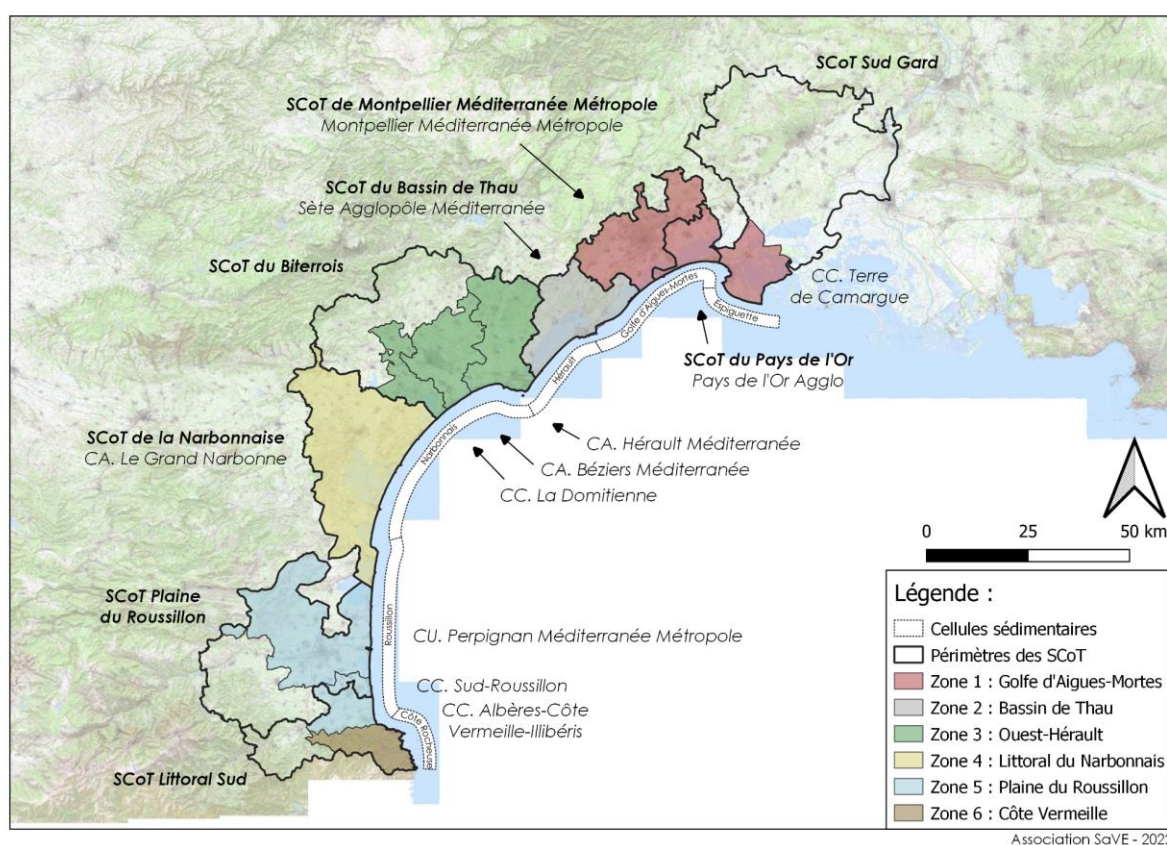 SCoT Sud Gard
SCoT de Montpellier Méditerranée Métropole
Montpellier Méditerranée Métropole
SCoT du Bassin de Thau
Sète Agglopôle Méditerranée
SCoT du Biterrois
CC. Terre
de Camargue
Golfe d'Aigues-Mortes
Espiguette
SCoT du Pays de l'Or
Pays de l'Or Agglo
Hérault
Narbonnais
SCoT de la Narbonnaise
CA. Le Grand Narbonne
CA. Hérault Méditerranée
CA. Béziers Méditerranée
CC. La Domitienne
0 25 50 km
SCoT Plaine
du Roussillon
Roussillon
CU. Perpignan Méditerranée Métropole
CC. Sud-Roussillon
CC. Albères-Côte
Vermeille-Illibéris
Côte Rocheuse
SCoT Littoral Sud
Légende :
Cellules sédimentaires
Périmètres des SCoT
Zone 1 : Golfe d'Aigues-Mortes
Zone 2 : Bassin de Thau
Zone 3 : Ouest-Hérault
Zone 4 : Littoral du Narbonnais
Zone 5 : Plaine du Roussillon
Zone 6 : Côte Vermeille
Association SaVE -